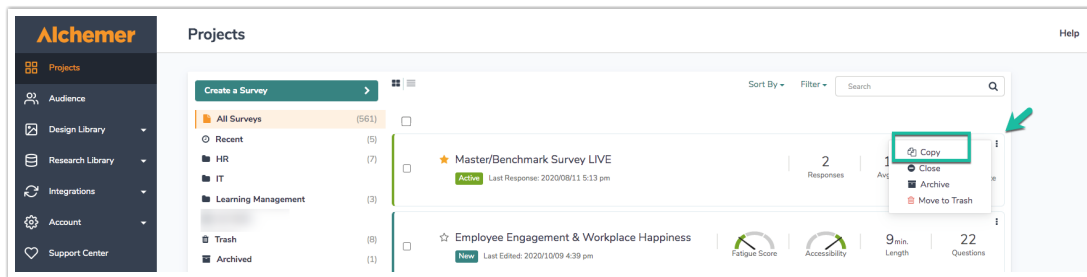 Alchemer
Projects
Help
Projects
Audience
Design Library
Research Library
Integrations
Account
Support Center
Create a Survey
All Surveys (561)
Recent (5)
HR (7)
IT
Learning Management (3)
Trash (8)
Archived (1)
Sort By
Filter
Search
Master/Benchmark Survey LIVE
Active Last Response: 2020/08/11 5:13 pm
2
Responses
Copy
Close
Archive
Move to Trash
Employee Engagement & Workplace Happiness
New Last Edited: 2020/10/09 4:39 pm
Fatigue Score
Accessibility
9 min.
Length
22
Questions